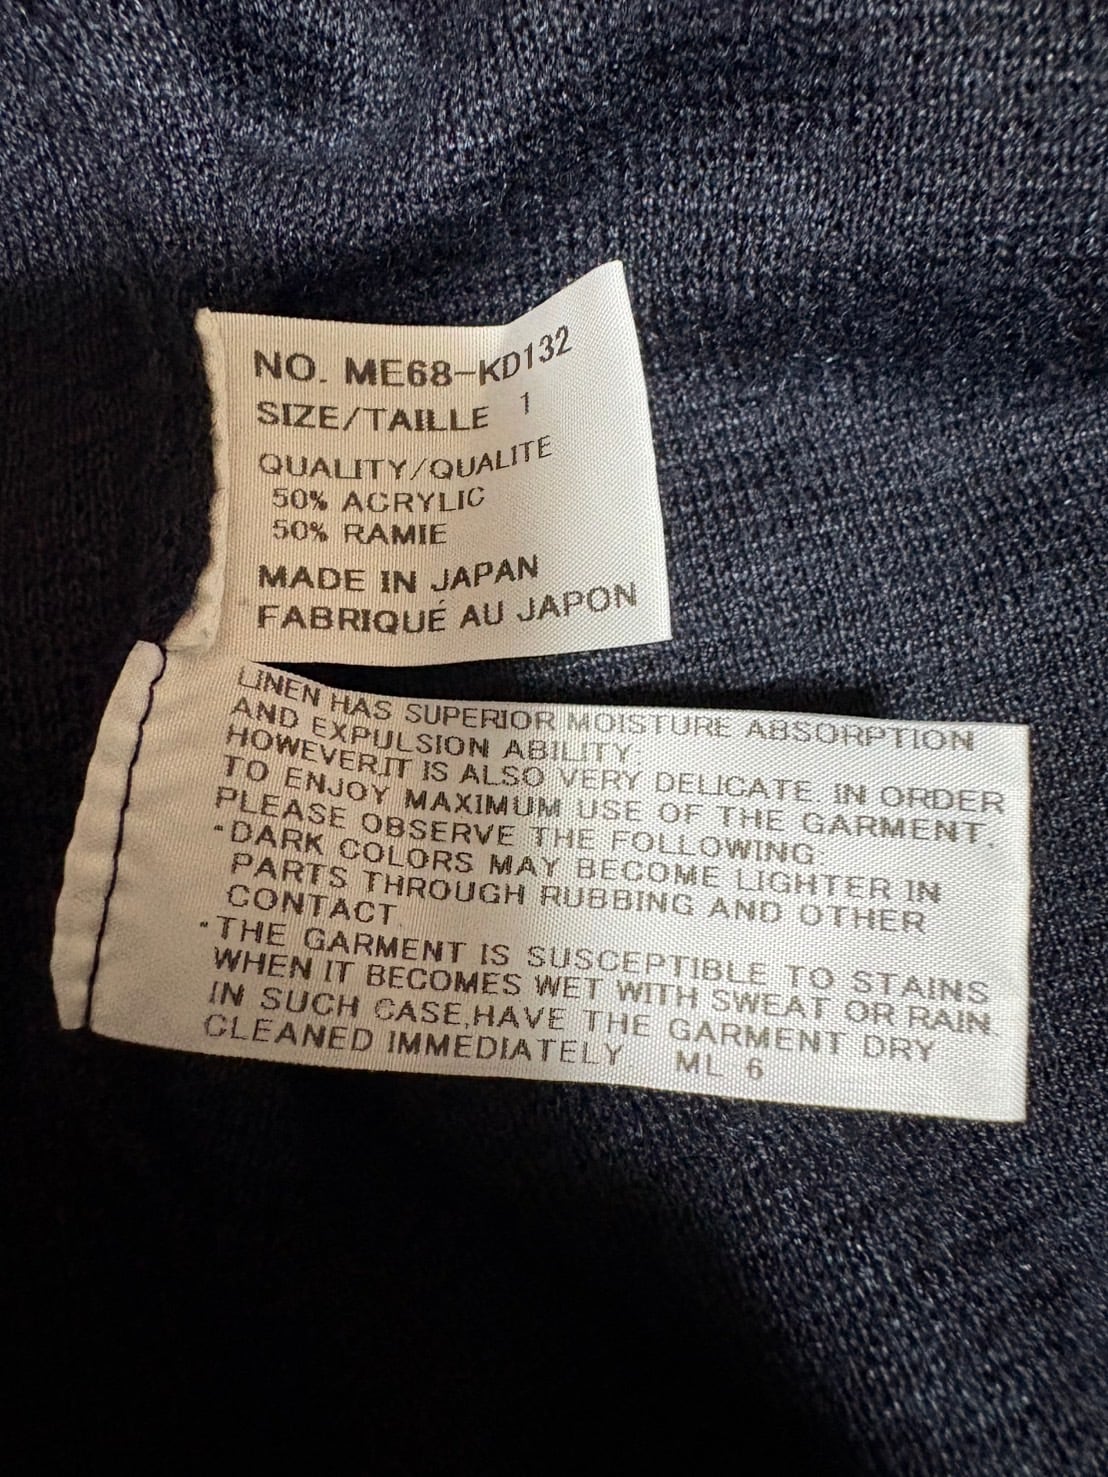 NO. ME68-KD132
SIZE/TAILLE 1
QUALITY/QUALITE
50% ACRYLIC
50% RAMIE
MADE IN JAPAN
FABRIQUÉ AU JAPON
LINEN HAS SUPERIOR MOISTURE ABSORPTION
AND EXPULSION ABILITY.
HOWEVER,IT IS ALSO VERY DELICATE. IN ORDER
TO ENJOY MAXIMUM USE OF THE GARMENT.
PLEASE OBSERVE THE FOLLOWING:
•DARK COLORS MAY BECOME LIGHTER IN
PARTS THROUGH RUBBING AND OTHER
CONTACT.
•THE GARMENT IS SUSCEPTIBLE TO STAINS
WHEN IT BECOMES WET WITH SWEAT OR RAIN.
IN SUCH CASE,HAVE THE GARMENT DRY
CLEANED IMMEDIATELY. ML 6